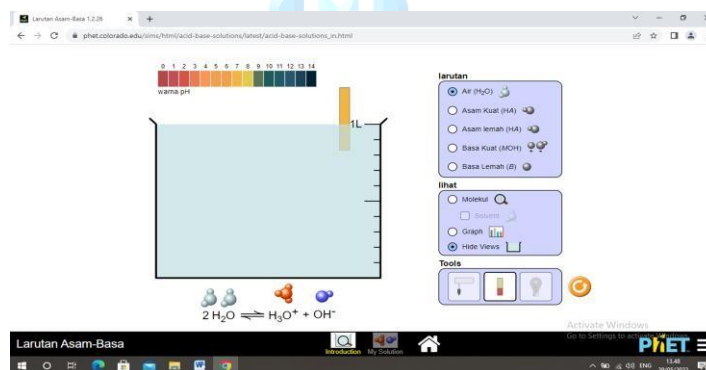 Larutan Asam-Basa 1.2.26
phet.colorado.edu/sims/html/acid-base-solutions/latest/acid-base-solutions_in.html
0 1 2 3 4 5 6 7 8 9 10 11 12 13 14
warna pH
1L
2 H₂O ⇌ H₃O⁺ + OH⁻
larutan
Air (H₂O)
Asam Kuat (HA)
Asam lemah (HA)
Basa Kuat (MOH)
Basa Lemah (B)
lihat
Molekul
Solvent
Graph
Hide Views
Tools
Activate Windows
Go to Settings to activate Windows.
Larutan Asam-Basa
Introduction
My Solution
PhET
ENG
13.48